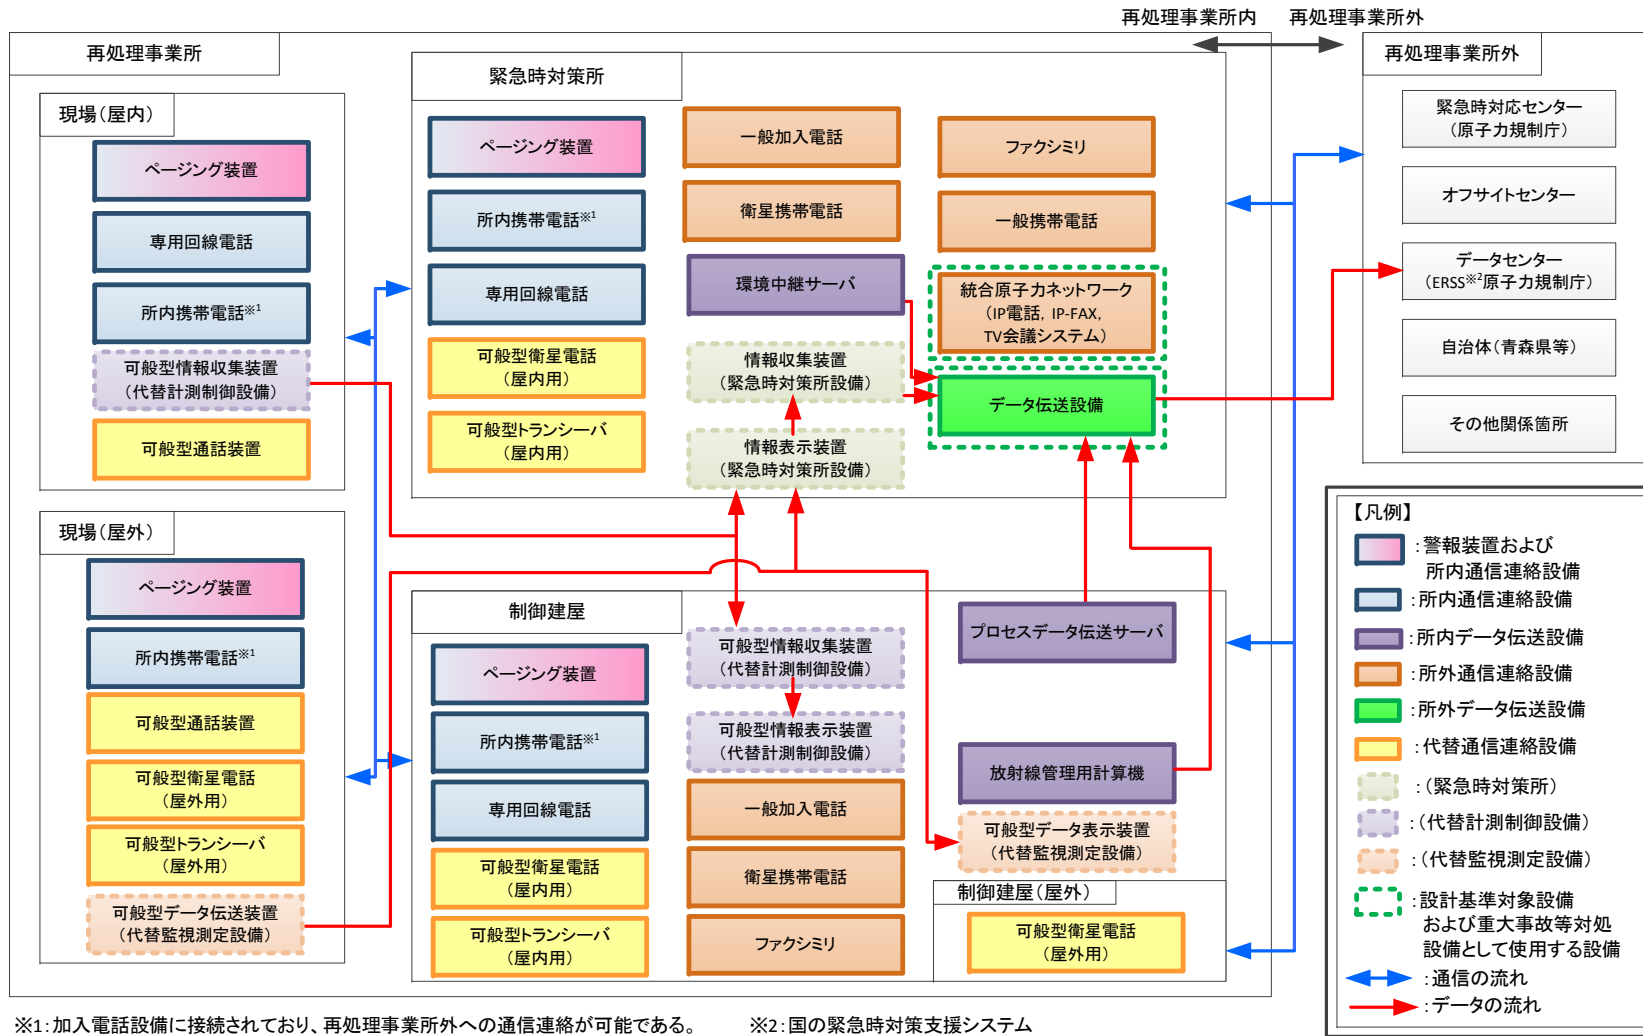 再処理事業所内
再処理事業所外
再処理事業所
現場（屋内）
ページング装置
専用回線電話
所内携帯電話※1
可般型情報収集装置
（代替計測制御設備）
可般型通話装置
現場（屋外）
ページング装置
所内携帯電話※1
可般型通話装置
可般型衛星電話
（屋外用）
可般型トランシーバ
（屋外用）
可般型データ伝送装置
（代替監視測定設備）
緊急時対策所
ページング装置
所内携帯電話※1
専用回線電話
可般型衛星電話
（屋内用）
可般型トランシーバ
（屋内用）
一般加入電話
衛星携帯電話
環境中継サーバ
情報収集装置
（緊急時対策所設備）
情報表示装置
（緊急時対策所設備）
ファクシミリ
一般携帯電話
統合原子力ネットワーク
（IP電話，IP-FAX，
TV会議システム）
データ伝送設備
制御建屋
ページング装置
所内携帯電話※1
専用回線電話
可般型衛星電話
（屋内用）
可般型トランシーバ
（屋内用）
可般型情報収集装置
（代替計測制御設備）
可般型情報表示装置
（代替計測制御設備）
一般加入電話
衛星携帯電話
ファクシミリ
プロセスデータ伝送サーバ
放射線管理用計算機
可般型データ表示装置
（代替監視測定設備）
制御建屋（屋外）
可般型衛星電話
（屋外用）
再処理事業所外
緊急時対応センター
（原子力規制庁）
オフサイトセンター
データセンター
（ERSS※2原子力規制庁）
自治体（青森県等）
その他関係箇所
【凡例】
：警報装置および
所内通信連絡設備
：所内通信連絡設備
：所内データ伝送設備
：所外通信連絡設備
：所外データ伝送設備
：代替通信連絡設備
：（緊急時対策所）
：（代替計測制御設備）
：（代替監視測定設備）
：設計基準対象設備
および重大事故等対処
設備として使用する設備
：通信の流れ
：データの流れ
※1：加入電話設備に接続されており、再処理事業所外への通信連絡が可能である。
※2：国の緊急時対策支援システム